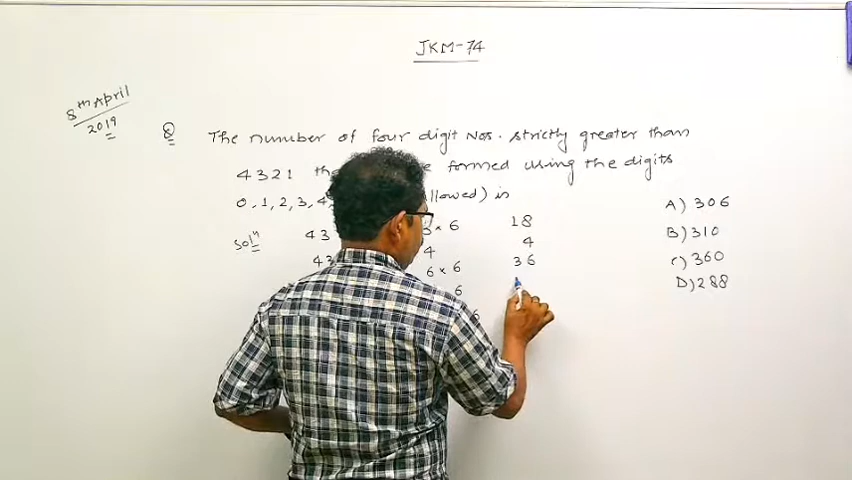 JKM-74
8th April
2019
Q The number of four digit Nos. strictly greater than
4321 formed using the digits
0,1,2,3,4 allowed) is
Soln 43 3 × 6 18
43 4 4
6 × 6 36
6
6
A) 306
B) 310
C) 360
D) 288